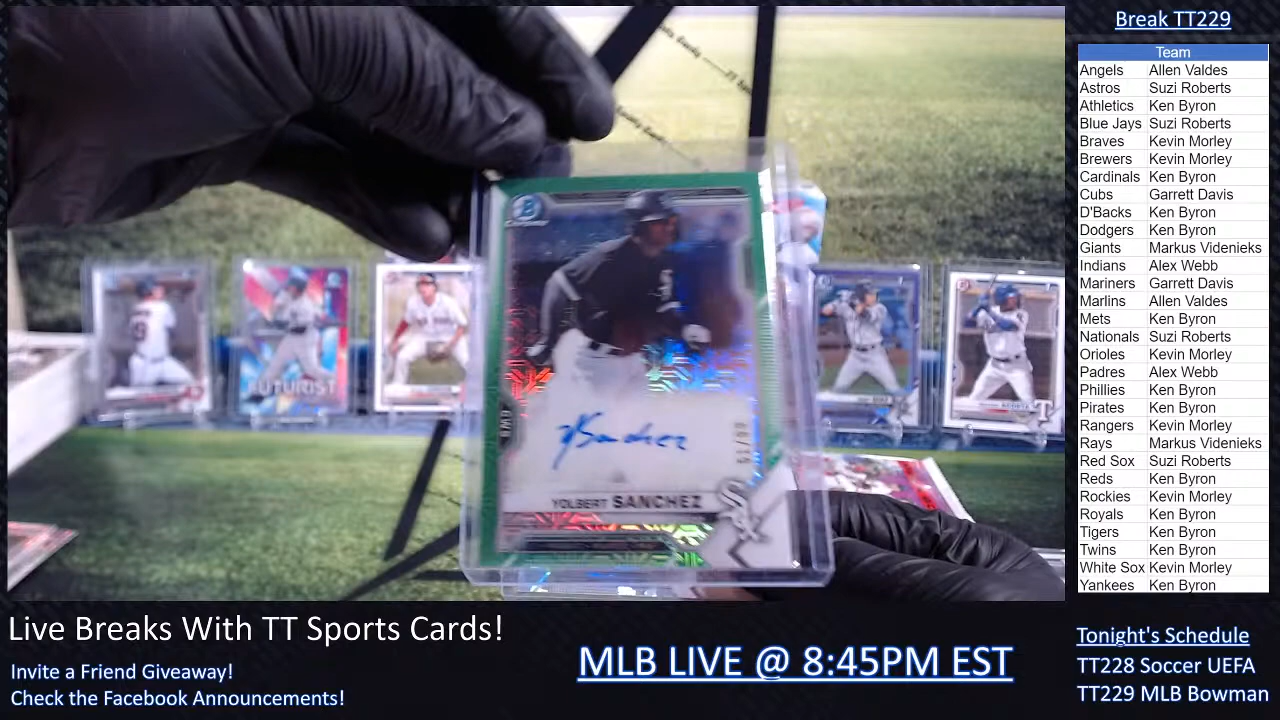 Break TT229
Team
Angels Allen Valdes
Astros Suzi Roberts
Athletics Ken Byron
Blue Jays Suzi Roberts
Braves Kevin Morley
Brewers Kevin Morley
Cardinals Ken Byron
Cubs Garrett Davis
D'Backs Ken Byron
Dodgers Ken Byron
Giants Markus Videnieks
Indians Alex Webb
Mariners Garrett Davis
Marlins Allen Valdes
Mets Ken Byron
Nationals Suzi Roberts
Orioles Kevin Morley
Padres Alex Webb
Phillies Ken Byron
Pirates Ken Byron
Rangers Kevin Morley
Rays Markus Videnieks
Red Sox Suzi Roberts
Reds Ken Byron
Rockies Kevin Morley
Royals Ken Byron
Tigers Ken Byron
Twins Ken Byron
White Sox Kevin Morley
Yankees Ken Byron
FUTURIST
YSanchez
YOLBERT SANCHEZ
Live Breaks With TT Sports Cards!
Invite a Friend Giveaway!
Check the Facebook Announcements!
MLB LIVE @ 8:45PM EST
Tonight's Schedule
TT228 Soccer UEFA
TT229 MLB Bowman